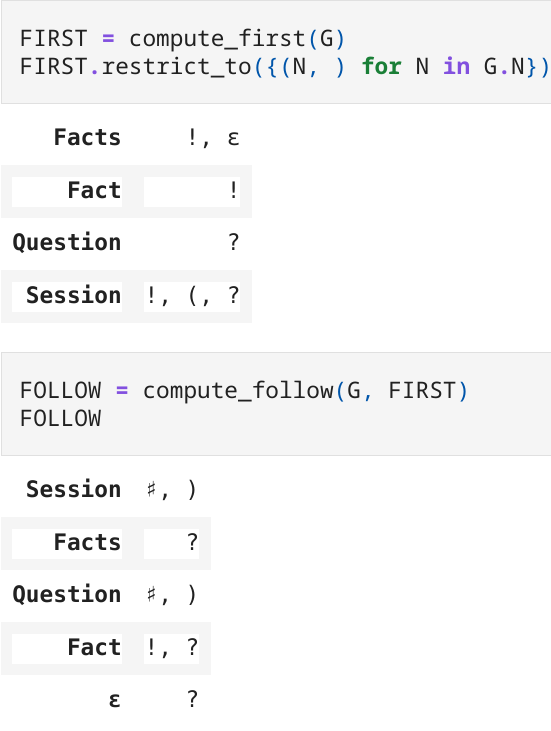 FIRST = compute_first(G)
FIRST.restrict_to({(N, ) for N in G.N})
Facts !, ε
Fact !
Question ?
Session !, (, ?
FOLLOW = compute_follow(G, FIRST)
FOLLOW
Session ♯, )
Facts ?
Question ♯, )
Fact !, ?
ε ?